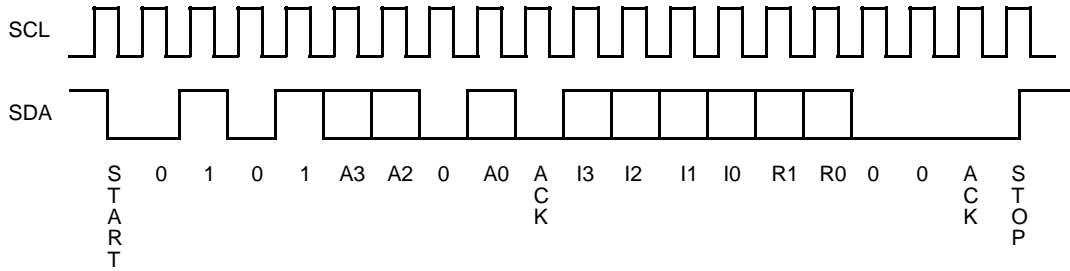 SCL
SDA
START 0 1 0 1 A3 A2 0 A0 ACK I3 I2 I1 I0 R1 R0 0 0 ACK STOP